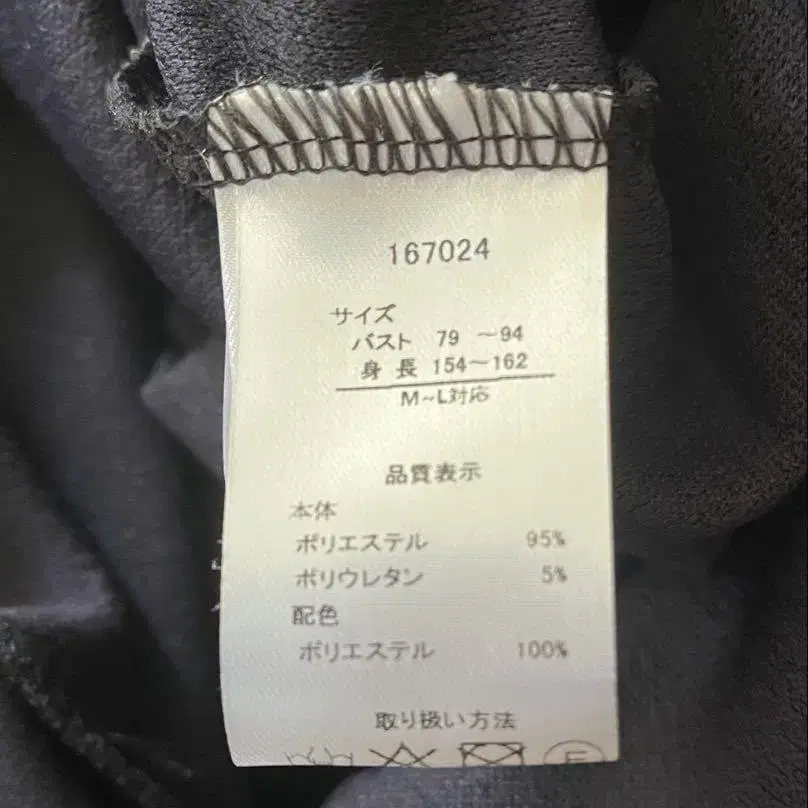 167024
サイズ
バスト 79 ～94
身 長 154～162
M~L対応
品質表示
本体
ポリエステル 95%
ポリウレタン 5%
配色
ポリエステル 100%
取り扱い方法